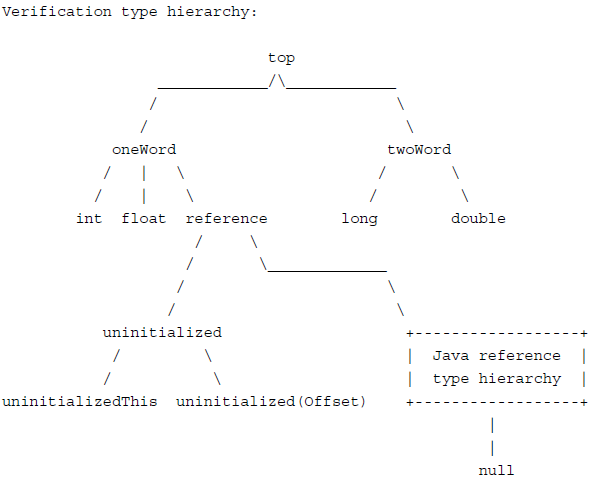 Verification type hierarchy:
top
oneWord twoWord
int float reference long double
uninitialized
Java reference
type hierarchy
uninitializedThis uninitialized(Offset)
null